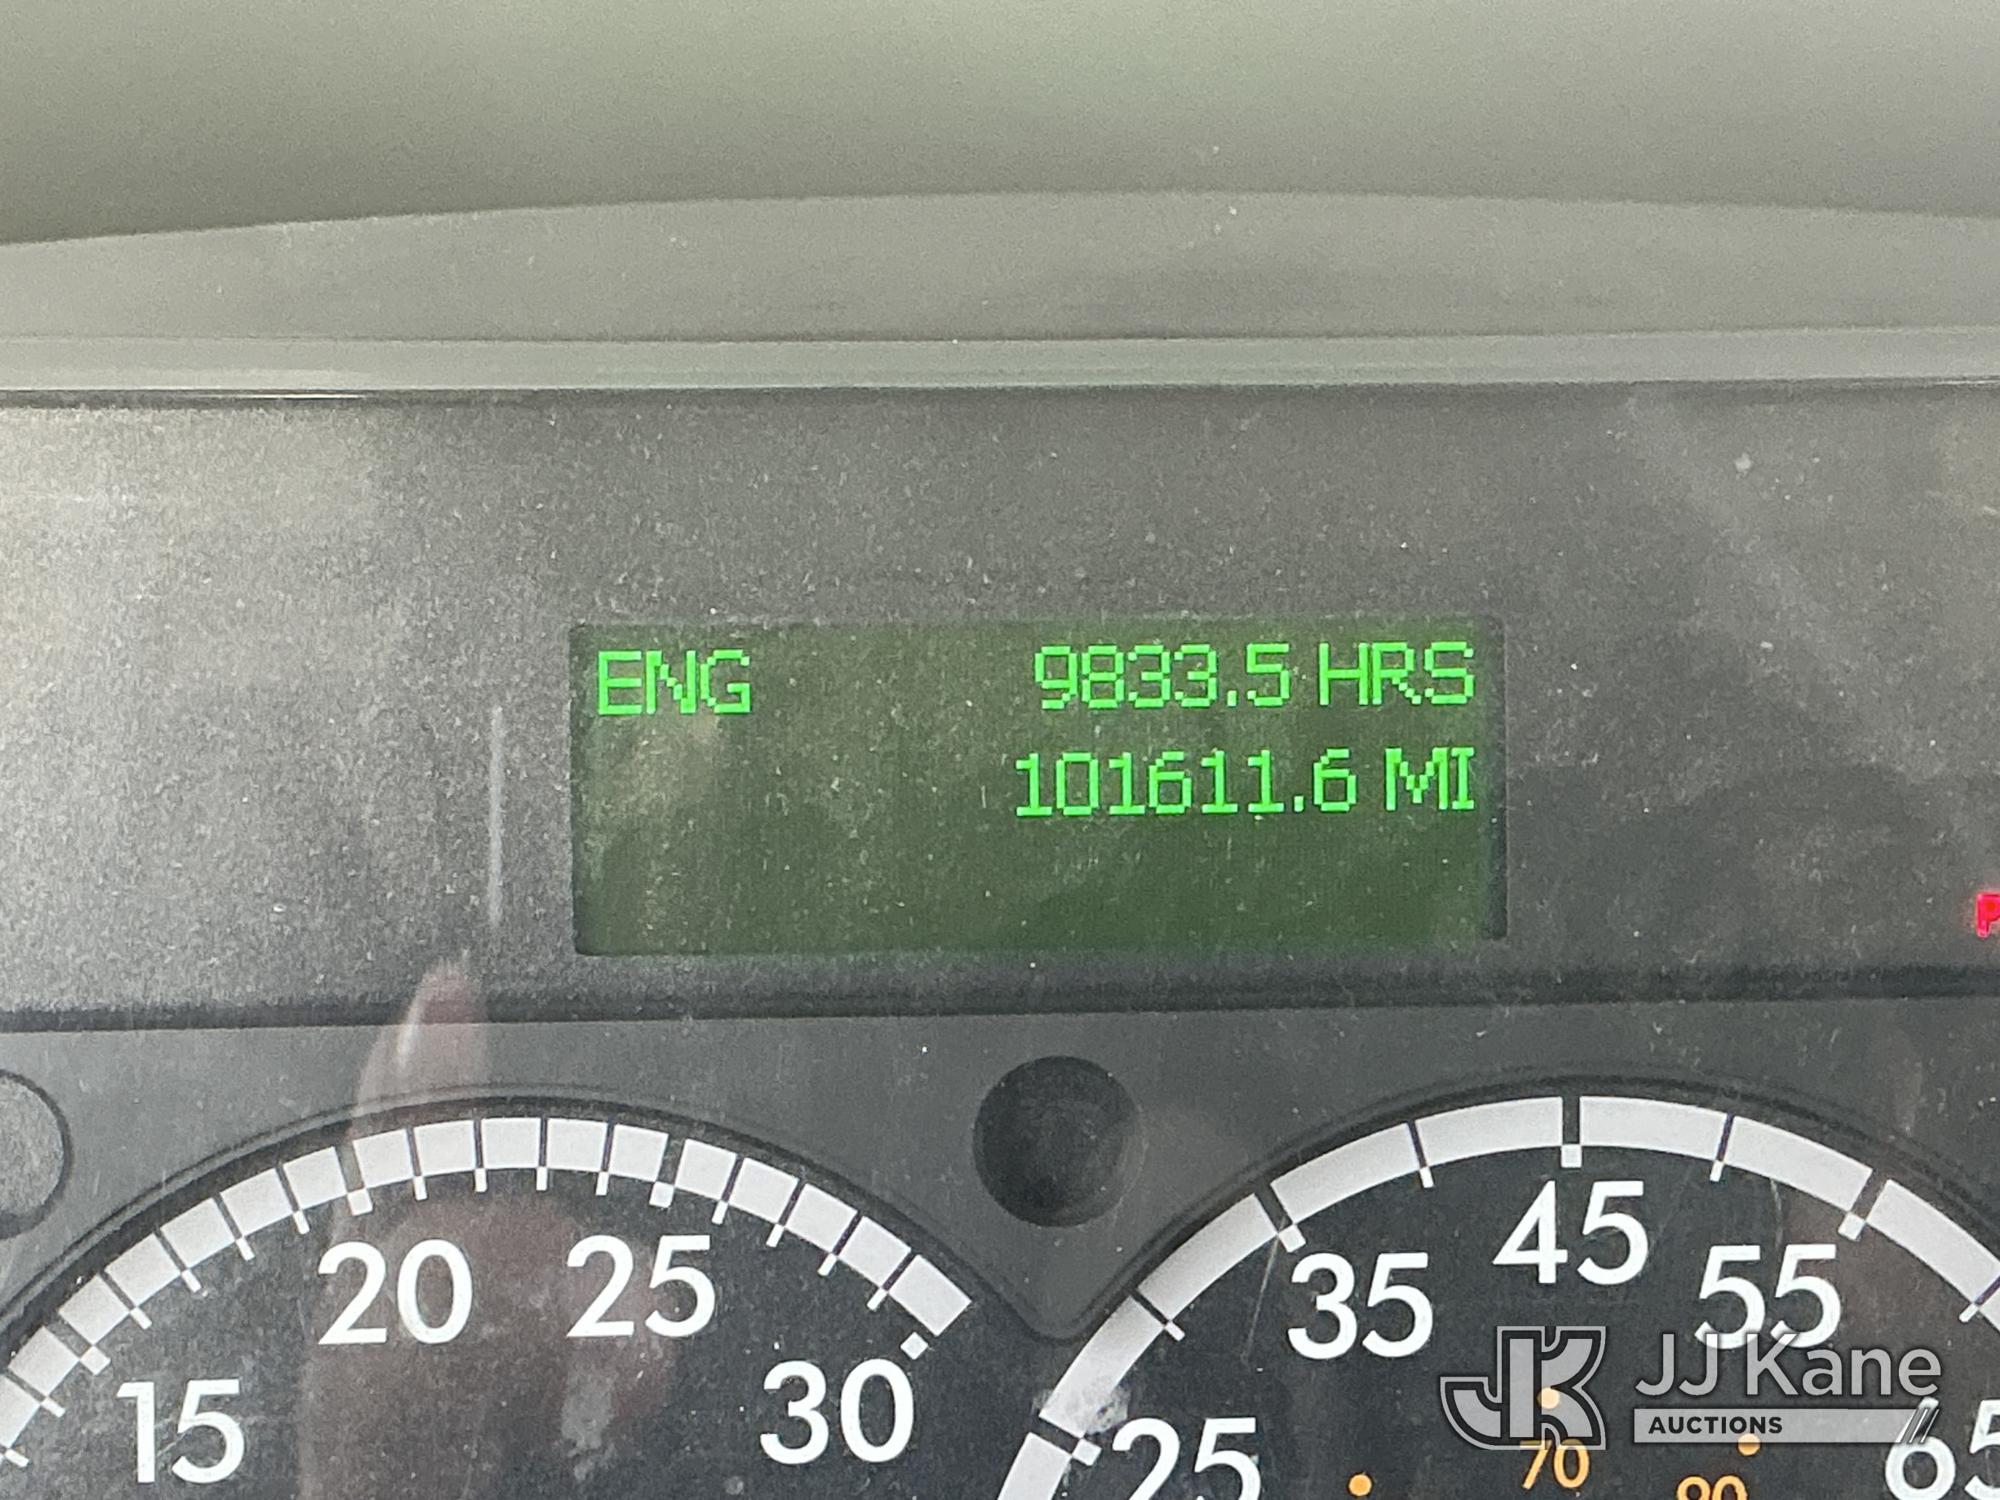 ENG 9833.5 HRS
101611.6 MI
P
15 20 25 30
25 35 45 55 65
70 90
JK JJ Kane
AUCTIONS